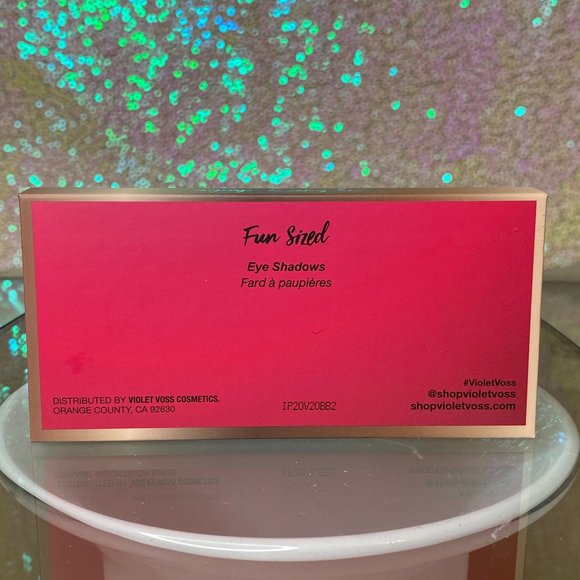 Fun Sized
Eye Shadows
Fard à paupières
#VioletVoss
@shopvioletvoss
shopvioletvoss.com
DISTRIBUTED BY VIOLET VOSS COSMETICS.
ORANGE COUNTY, CA 92630
IP20V20BB2